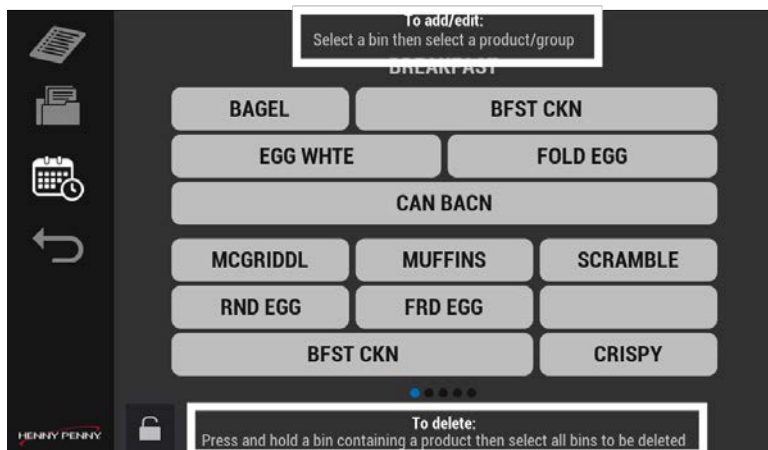 To add/edit:
Select a bin then select a product/group
BREAKFAST
BAGEL BFST CKN
EGG WHTE FOLD EGG
CAN BACN
MCGRIDDL MUFFINS SCRAMBLE
RND EGG FRD EGG
BFST CKN CRISPY
To delete:
Press and hold a bin containing a product then select all bins to be deleted
HENNY PENNY